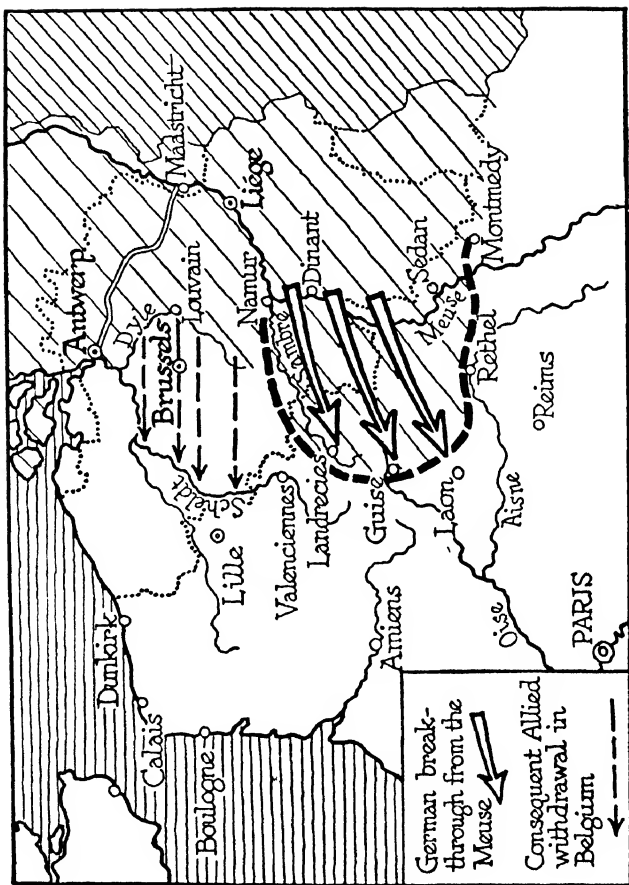 Antwerp
Maastricht
Dyle
Dunkirk
Brussels
Louvain
Calais
Scheldt
Liége
Lille
Boulogne
Namur
Valenciennes
Sambre
Dinant
Landrecies
Guise
Amiens
Sedan
Meuse
Laon
Rethel
Montmedy
Oise
Aisne
Reims
PARIS
German break-
through from the
Meuse
Consequent Allied
withdrawal in
Belgium